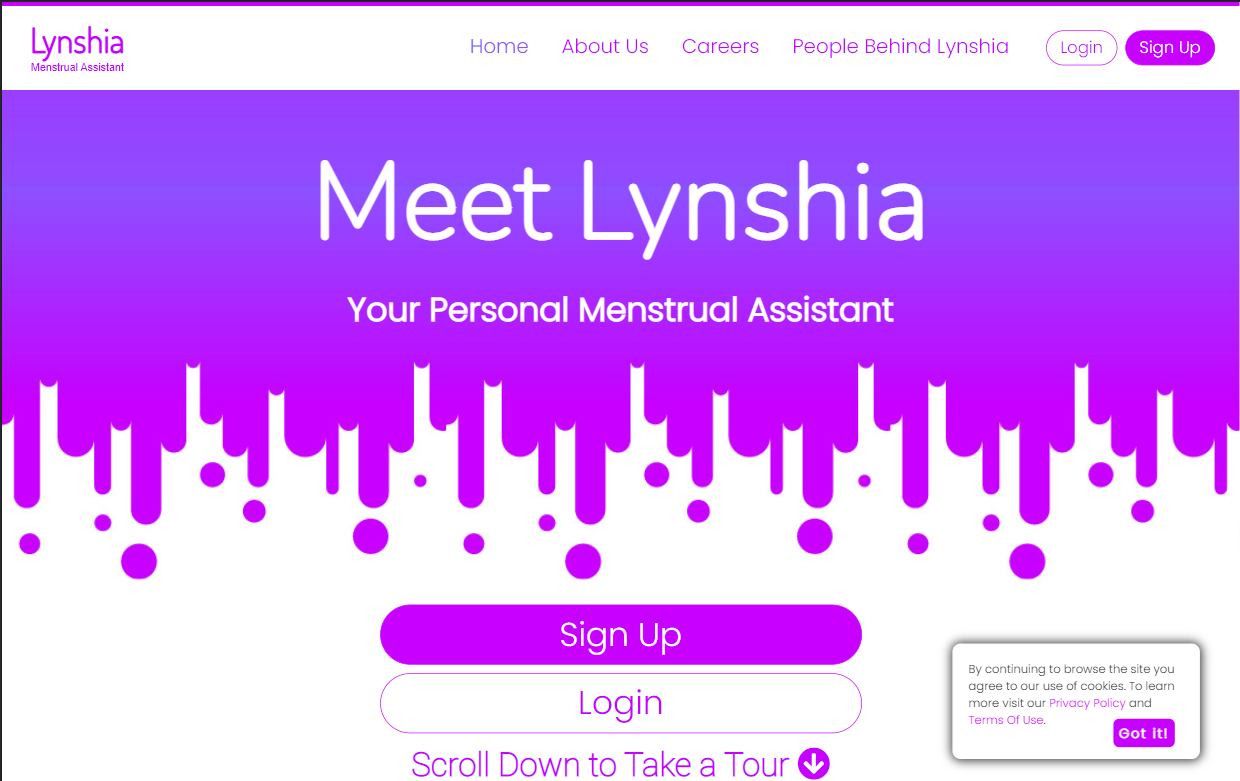 Lynshia
Menstrual Assistant
Home
About Us
Careers
People Behind Lynshia
Login
Sign Up
Meet Lynshia
Your Personal Menstrual Assistant
Sign Up
Login
Scroll Down to Take a Tour
By continuing to browse the site you
agree to our use of cookies. To learn
more visit our Privacy Policy and
Terms Of Use.
Got it!